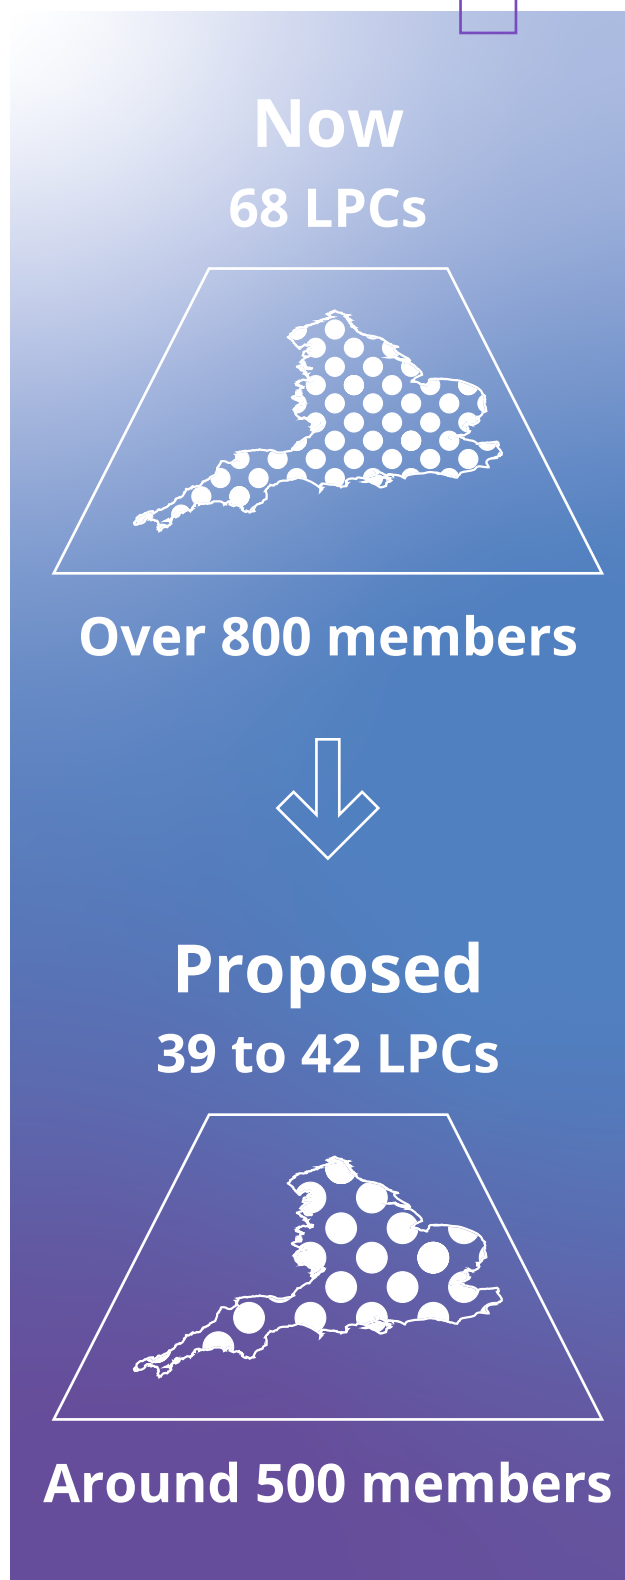 Now
68 LPCs
Over 800 members
Proposed
39 to 42 LPCs
Around 500 members